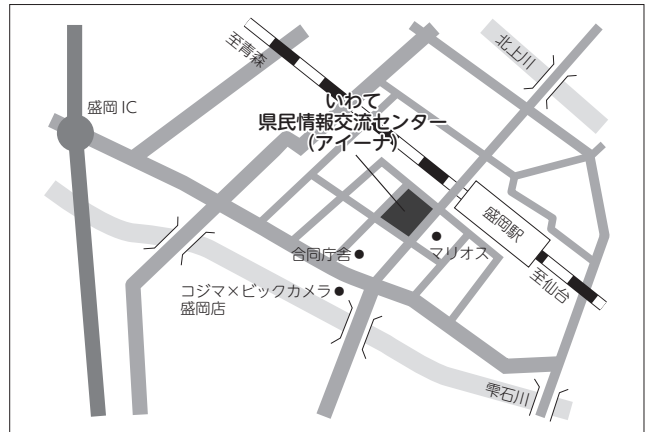 至青森
北上川
盛岡IC
いわて
県民情報交流センター
（アイーナ）
盛岡駅
マリオス
合同庁舎
至仙台
コジマ×ビックカメラ
盛岡店
雫石川